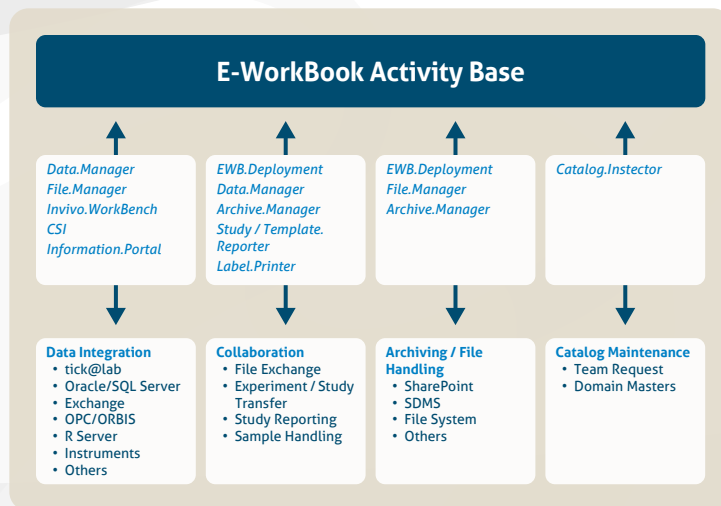 E-WorkBook Activity Base
Data.Manager
File.Manager
Invivo.WorkBench
CSI
Information.Portal
EWB.Deployment
Data.Manager
Archive.Manager
Study / Template.
Reporter
Label.Printer
EWB.Deployment
File.Manager
Archive.Manager
Catalog.Instector
Data Integration
• tick@lab
• Oracle/SQL Server
• Exchange
• OPC/ORBIS
• R Server
• Instruments
• Others
Collaboration
• File Exchange
• Experiment / Study
Transfer
• Study Reporting
• Sample Handling
Archiving / File
Handling
• SharePoint
• SDMS
• File System
• Others
Catalog Maintenance
• Team Request
• Domain Masters